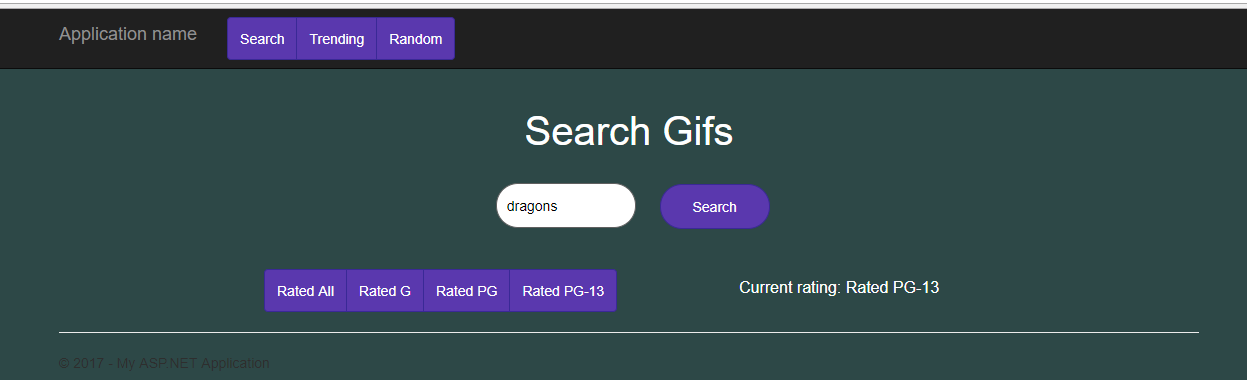 Application name Search Trending Random
Search Gifs
dragons Search
Rated All Rated G Rated PG Rated PG-13 Current rating: Rated PG-13
© 2017 - My ASP.NET Application